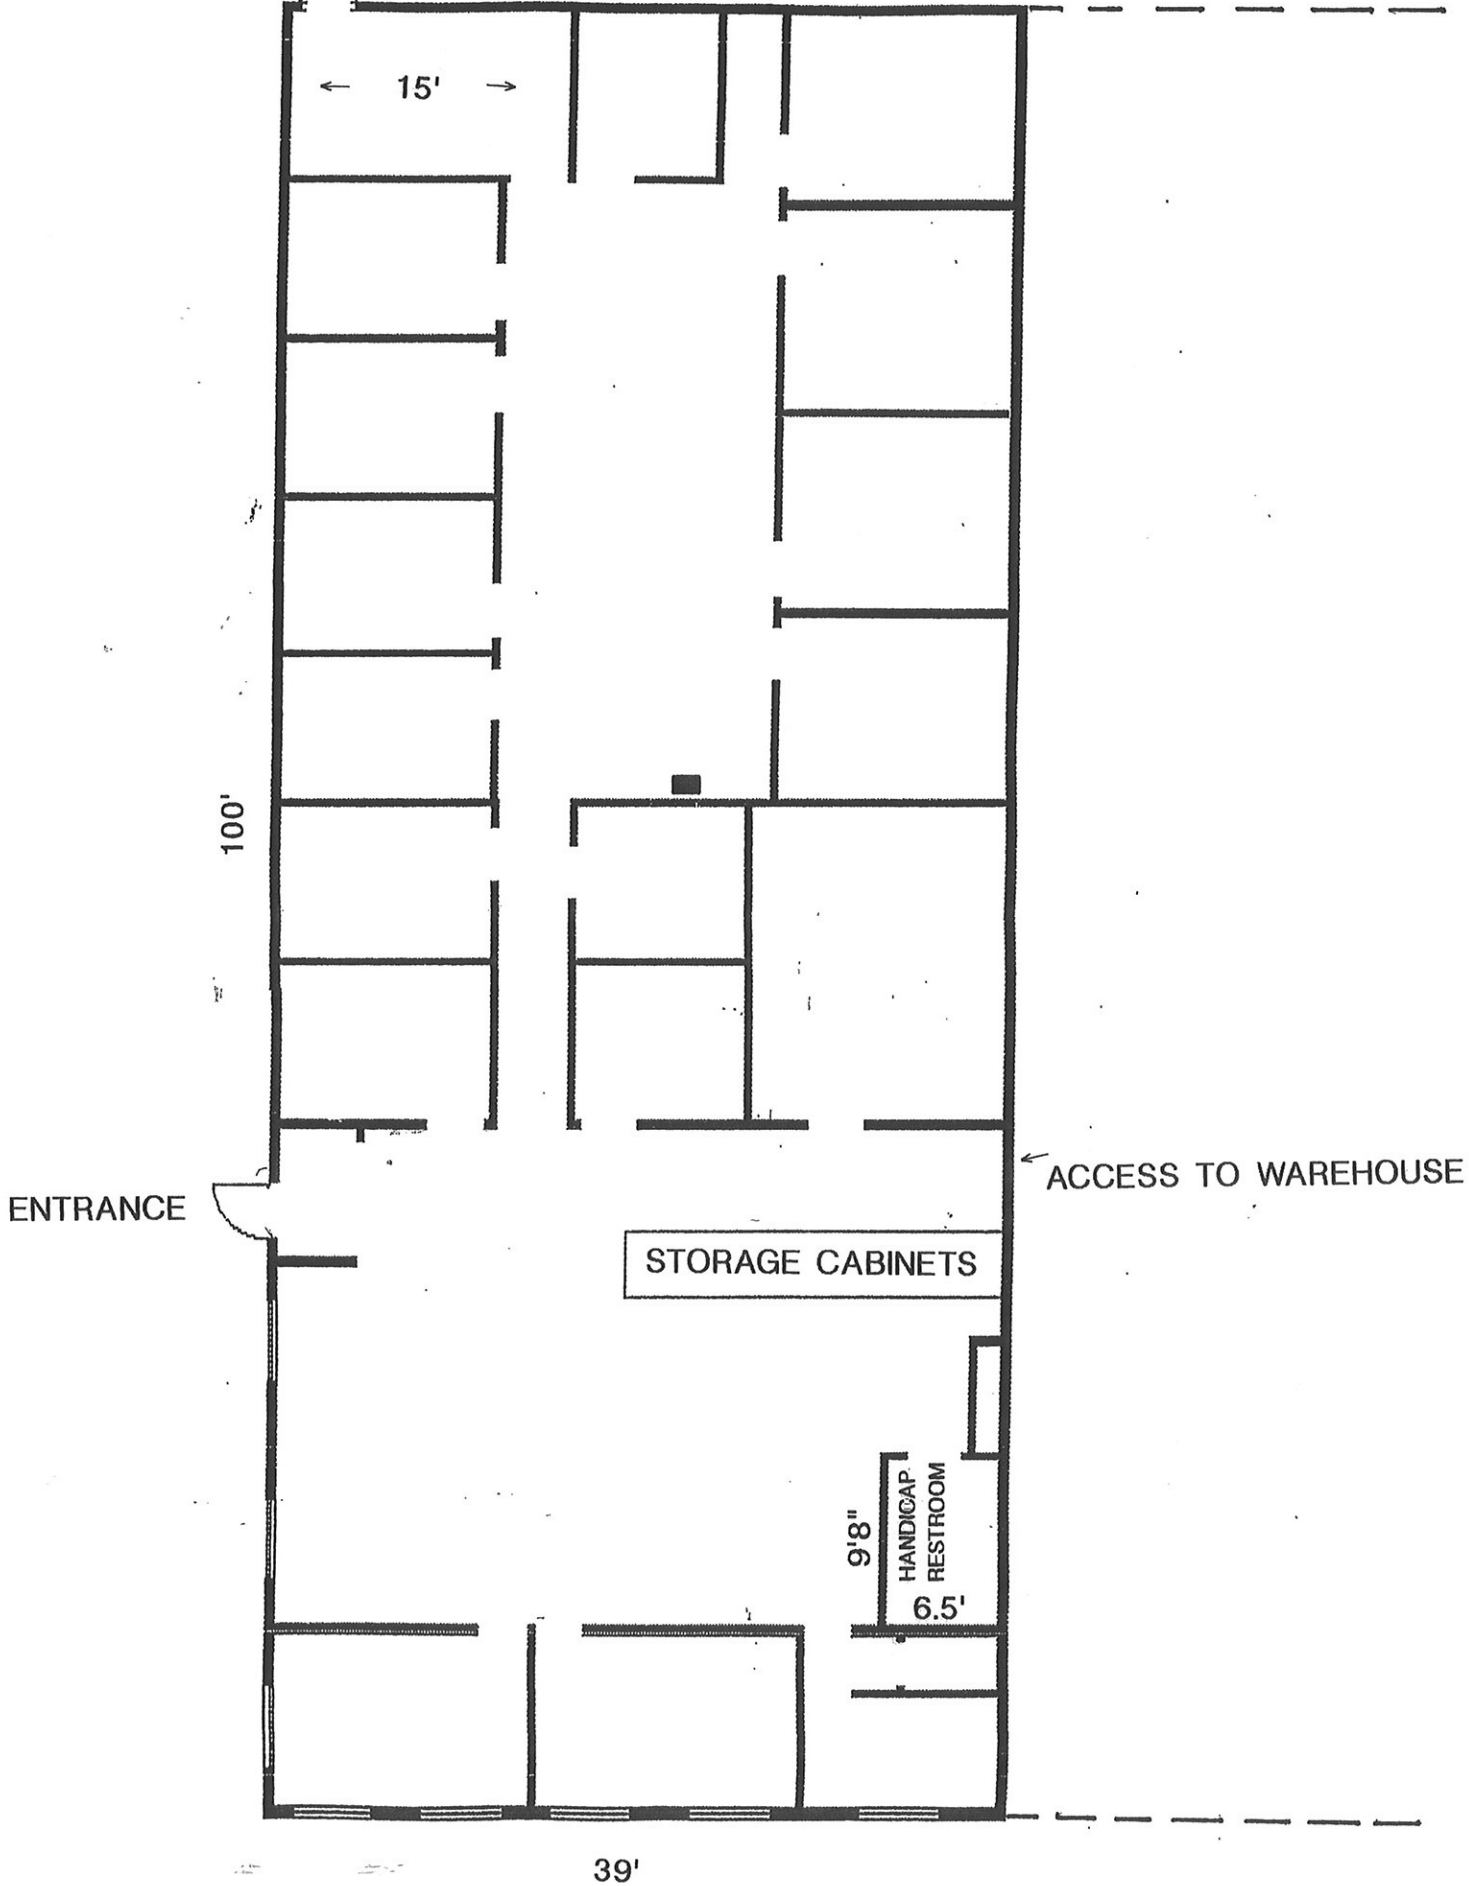 15'
100'
ENTRANCE
ACCESS TO WAREHOUSE
STORAGE CABINETS
9'8"
HANDICAP
RESTROOM
6.5'
39'